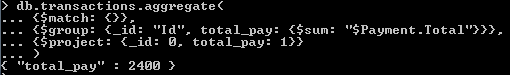 > db.transactions.aggregate(
... {$match: {}},
... {$group: {_id: "Id", total_pay: {$sum: "$Payment.Total"}}},
... {$project: {_id: 0, total_pay: 1}}
... )
{ "total_pay" : 2400 }